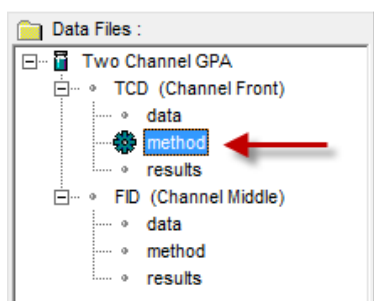 Data Files :
Two Channel GPA
TCD (Channel Front)
data
method
results
FID (Channel Middle)
data
method
results